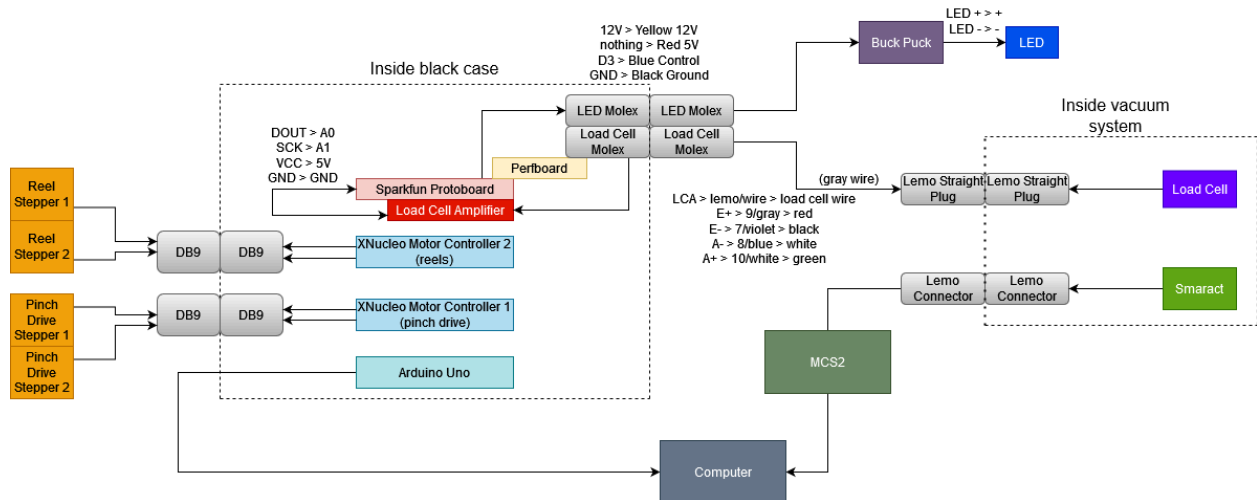 12V > Yellow 12V
nothing > Red 5V
D3 > Blue Control
GND > Black Ground
LED + > +
LED - > -
Buck Puck
LED
Inside black case
Inside vacuum
system
LED Molex
LED Molex
Load Cell
Molex
Load Cell
Molex
DOUT > A0
SCK > A1
VCC > 5V
GND > GND
Perfboard
Sparkfun Protoboard
Load Cell Amplifier
(gray wire)
Lemo Straight
Plug
Lemo Straight
Plug
Load Cell
LCA > lemo/wire > load cell wire
E+ > 9/gray > red
E- > 7/violet > black
A- > 8/blue > white
A+ > 10/white > green
Reel
Stepper 1
Reel
Stepper 2
DB9
DB9
XNucleo Motor Controller 2
(reels)
Lemo
Connector
Lemo
Connector
Smaract
Pinch
Drive
Stepper 1
Pinch
Drive
Stepper 2
DB9
DB9
XNucleo Motor Controller 1
(pinch drive)
MCS2
Arduino Uno
Computer